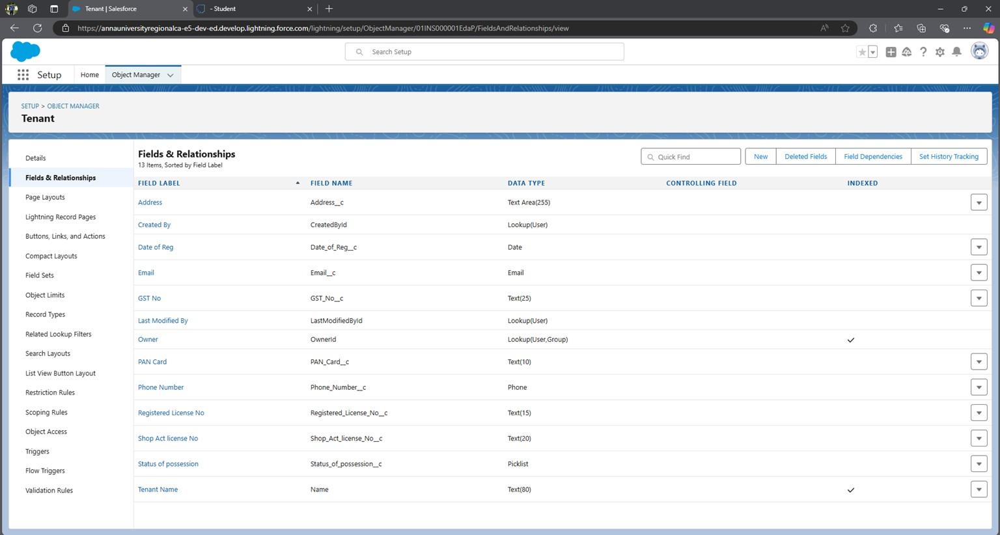 Tenant | Salesforce
- Student
https://annauniversityregionalca-e5-dev-ed.develop.lightning.force.com/lightning/setup/ObjectManager/01INS000001EdaP/FieldsAndRelationships/view
Search Setup
Setup Home Object Manager
SETUP > OBJECT MANAGER
Tenant
Details
Fields & Relationships
Page Layouts
Lightning Record Pages
Buttons, Links, and Actions
Compact Layouts
Field Sets
Object Limits
Record Types
Related Lookup Filters
Search Layouts
List View Button Layout
Restriction Rules
Scoping Rules
Object Access
Triggers
Flow Triggers
Validation Rules
Fields & Relationships
13 Items, Sorted by Field Label
Quick Find New Deleted Fields Field Dependencies Set History Tracking
FIELD LABEL FIELD NAME DATA TYPE CONTROLLING FIELD INDEXED
Address Address__c Text Area(255)
Created By CreatedById Lookup(User)
Date of Reg Date_of_Reg__c Date
Email Email__c Email
GST No GST_No__c Text(25)
Last Modified By LastModifiedById Lookup(User)
Owner OwnerId Lookup(User,Group)
PAN Card PAN_Card__c Text(10)
Phone Number Phone_Number__c Phone
Registered License No Registered_License_No__c Text(15)
Shop Act license No Shop_Act_license_No__c Text(20)
Status of possession Status_of_possession__c Picklist
Tenant Name Name Text(80)